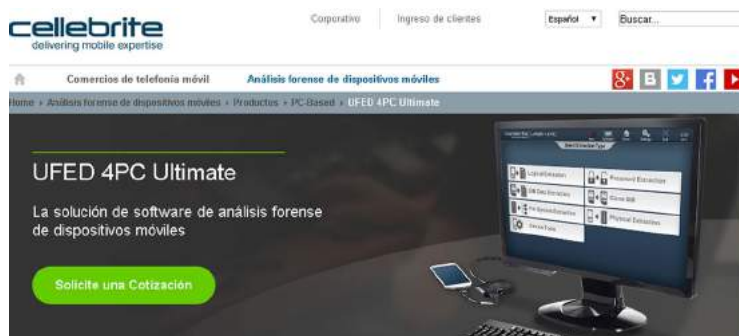 cellebrite
delivering mobile expertise
Corporativo
Ingreso de clientes
Español
Buscar...
Comercios de telefonía móvil
Análisis forense de dispositivos móviles
Home › Análisis forense de dispositivos móviles › Productos › PC-Based › UFED 4PC Ultimate
UFED 4PC Ultimate
La solución de software de análisis forense
de dispositivos móviles
Solicite una Cotización
Logical Extraction
Password Extraction
SIM Data Extraction
Clone SIM
File System Extraction
Physical Extraction
Device Tools